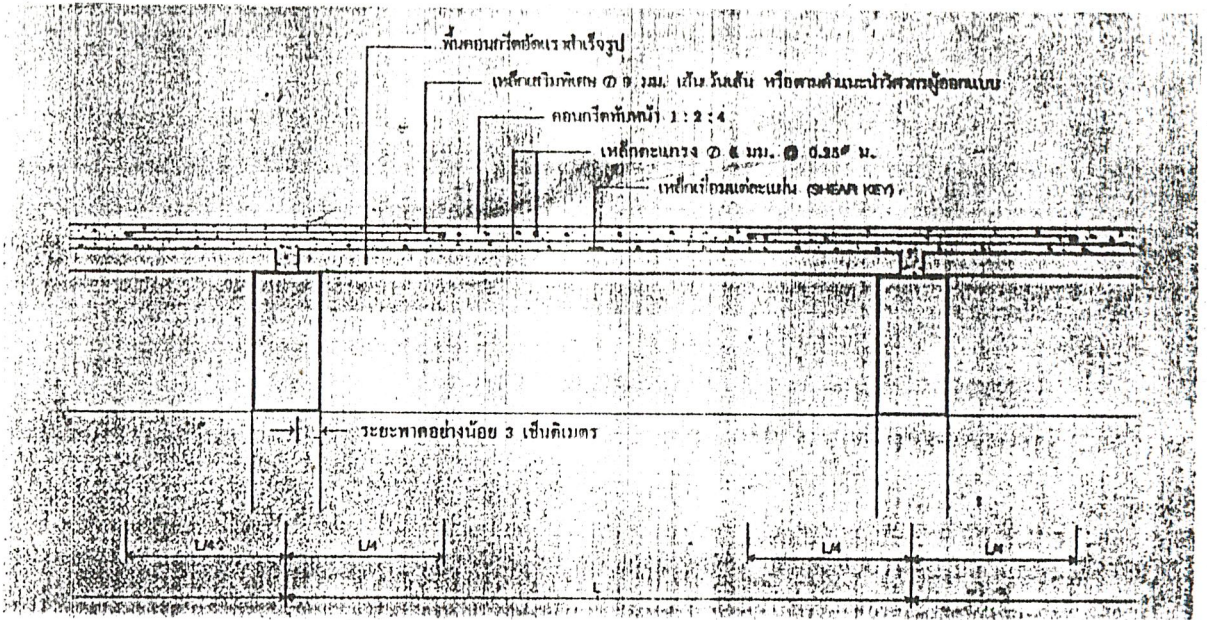 พื้นคอนกรีตอัดแรงสำเร็จรูป
เหล็กเสริมพิเศษ ∅ มม. เส้นเว้นเส้น หรือตามคำแนะนำวิศวกรผู้ออกแบบ
คอนกรีตทับหน้า 1 : 2 : 4
เหล็กตะแกรง ∅ 6 มม. @ 0.25# ม.
เหล็กเชื่อมแต่ละแผ่น (SHEAR KEY)
ระยะพาดอย่างน้อย 3 เซ็นติเมตร
L/4 L/4 L/4 L/4
L